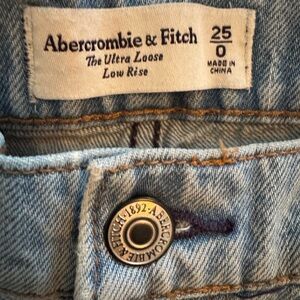 Abercrombie & Fitch
The Ultra Loose
Low Rise
25
0
MADE IN
CHINA
ABERCROMBIE & FITCH · 1892 ·